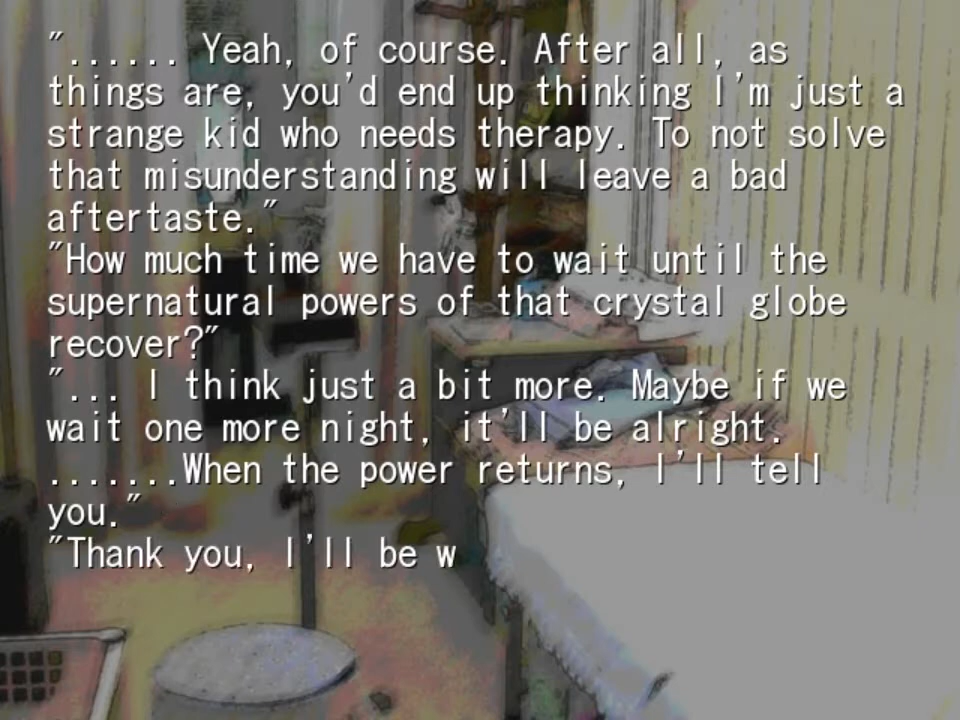 "...... Yeah, of course. After all, as
things are, you'd end up thinking I'm just a
strange kid who needs therapy. To not solve
that misunderstanding will leave a bad
aftertaste."
"How much time we have to wait until the
supernatural powers of that crystal globe
recover?"
"... I think just a bit more. Maybe if we
wait one more night, it'll be alright.
.......When the power returns, I'll tell
you."
"Thank you, I'll be w